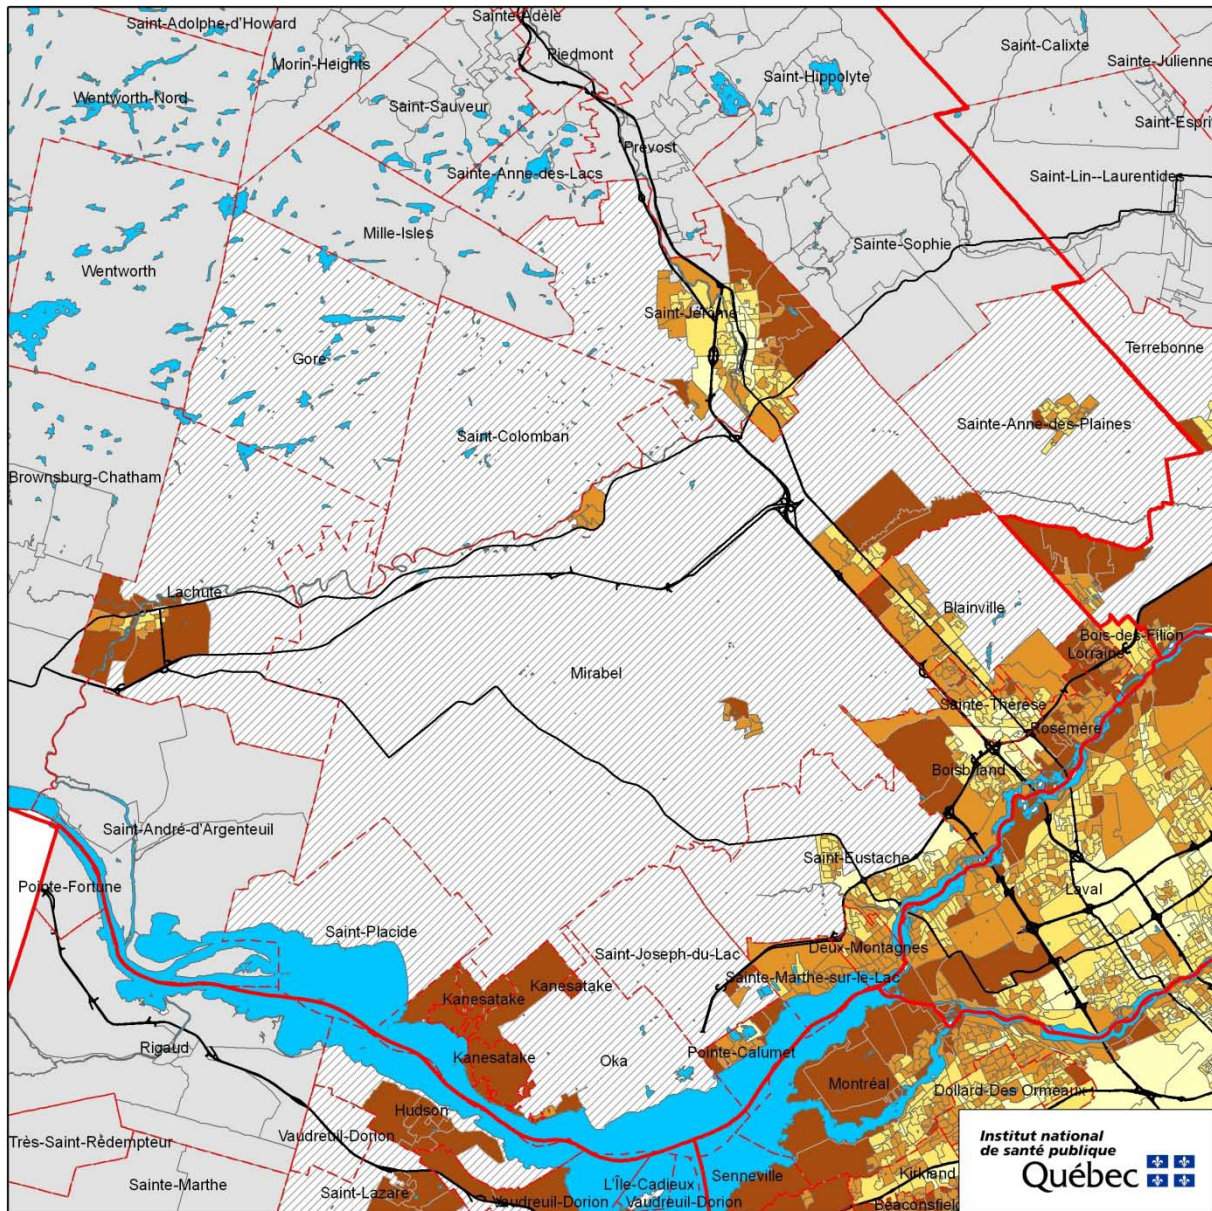 Saint-Adolphe-d'Howard
Sainte-Adèle
Piedmont
Saint-Calixte
Sainte-Julienne
Morin-Heights
Saint-Hippolyte
Wentworth-Nord
Saint-Sauveur
Saint-Esprit
Prévost
Sainte-Anne-des-Lacs
Saint-Lin--Laurentides
Mille-Isles
Sainte-Sophie
Wentworth
Saint-Jérôme
Terrebonne
Gore
Sainte-Anne-des-Plaines
Saint-Colomban
Brownsburg-Chatham
Lachute
Blainville
Bois-des-Filion
Lorraine
Mirabel
Sainte-Thérèse
Rosemère
Boisbriand
Saint-André-d'Argenteuil
Saint-Eustache
Pointe-Fortune
Laval
Saint-Placide
Saint-Joseph-du-Lac
Deux-Montagnes
Kanesatake
Kanesatake
Sainte-Marthe-sur-le-Lac
Rigaud
Kanesatake
Oka
Pointe-Calumet
Montréal
Dollard-Des Ormeaux
Hudson
Très-Saint-Rédempteur
Vaudreuil-Dorion
Sainte-Marthe
Saint-Lazare
Vaudreuil-Dorion
L'Île-Cadieux
Vaudreuil-Dorion
Senneville
Kirkland
Beaconsfield
Institut national
de santé publique
Québec